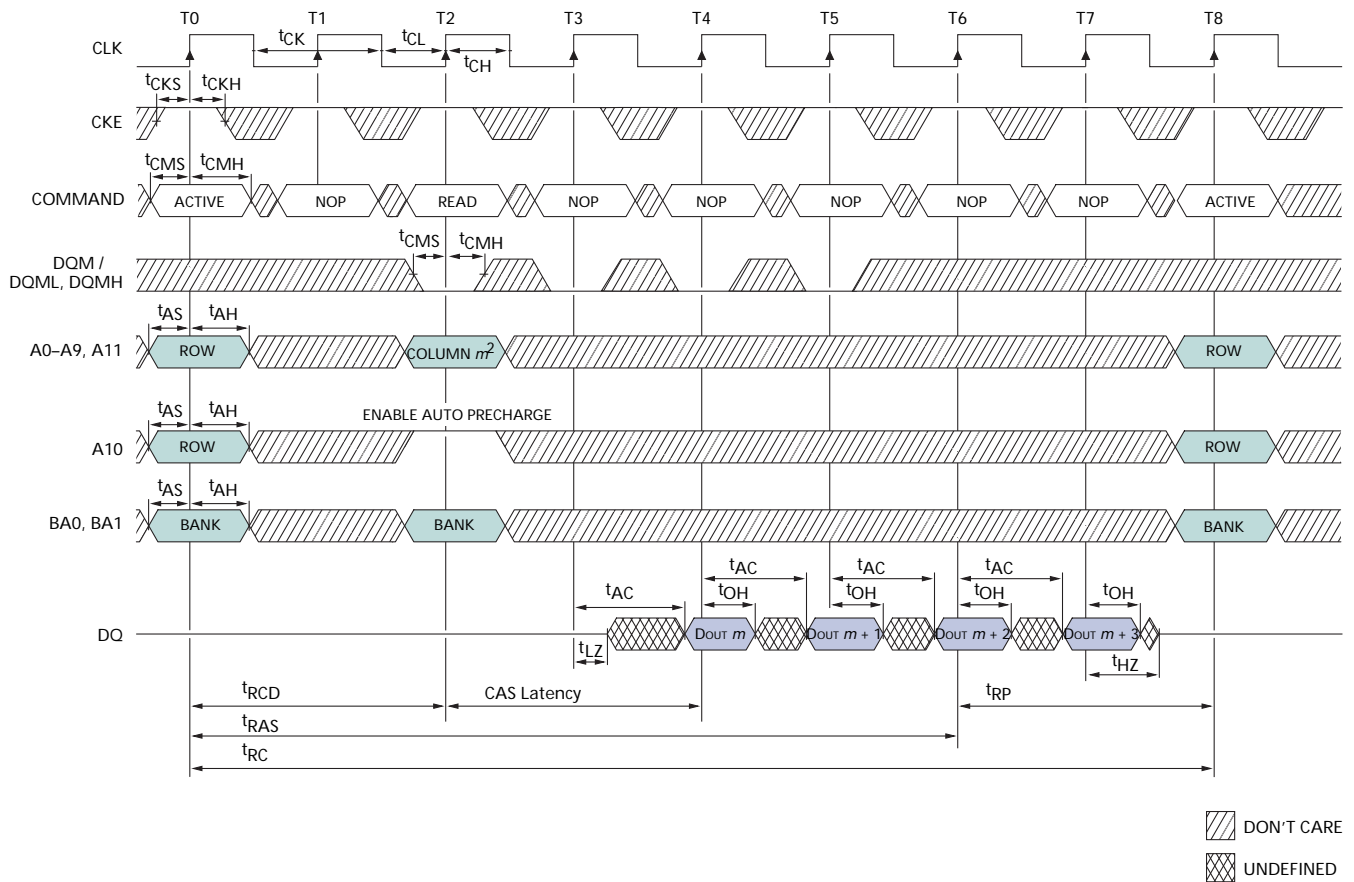 T0 T1 T2 T3 T4 T5 T6 T7 T8
CLK
tCK tCL
tCH
tCKS tCKH
CKE
tCMS tCMH
COMMAND ACTIVE NOP READ NOP NOP NOP NOP NOP ACTIVE
tCMS tCMH
DQM /
DQML, DQMH
tAS tAH
A0–A9, A11 ROW COLUMN m2 ROW
tAS tAH ENABLE AUTO PRECHARGE
A10 ROW ROW
tAS tAH
BA0, BA1 BANK BANK BANK
tAC tAC tAC tAC
tOH tOH tOH tOH
DQ DOUT m DOUT m + 1 DOUT m + 2 DOUT m + 3
tLZ tHZ
tRCD CAS Latency tRP
tRAS
tRC
DON'T CARE
UNDEFINED